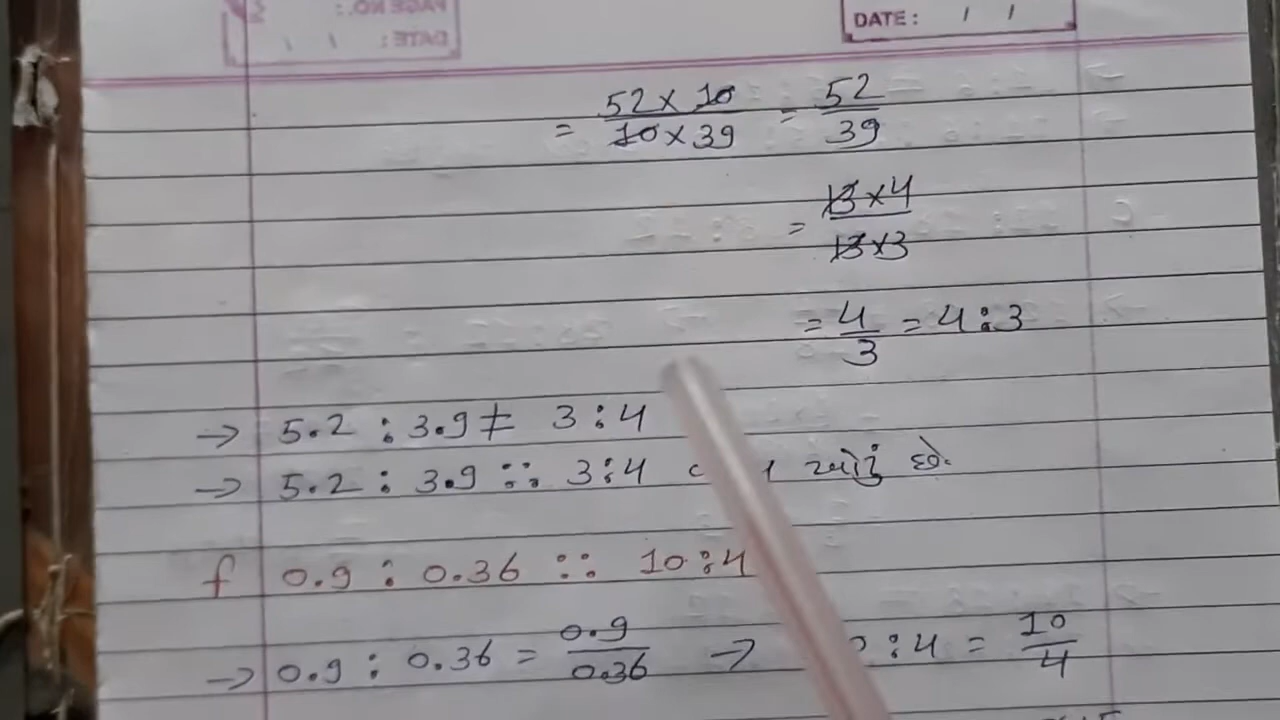 DATE : / /
= 52 x 10 / 10 x 39 = 52 / 39
= 13 x 4 / 13 x 3
= 4 / 3 = 4 : 3
→ 5.2 : 3.9 ≠ 3 : 4
→ 5.2 : 3.9 :: 3 : 4 ખોટું છે.
f 0.9 : 0.36 :: 10 : 4
→ 0.9 : 0.36 = 0.9 / 0.36 → : 4 = 10 / 4